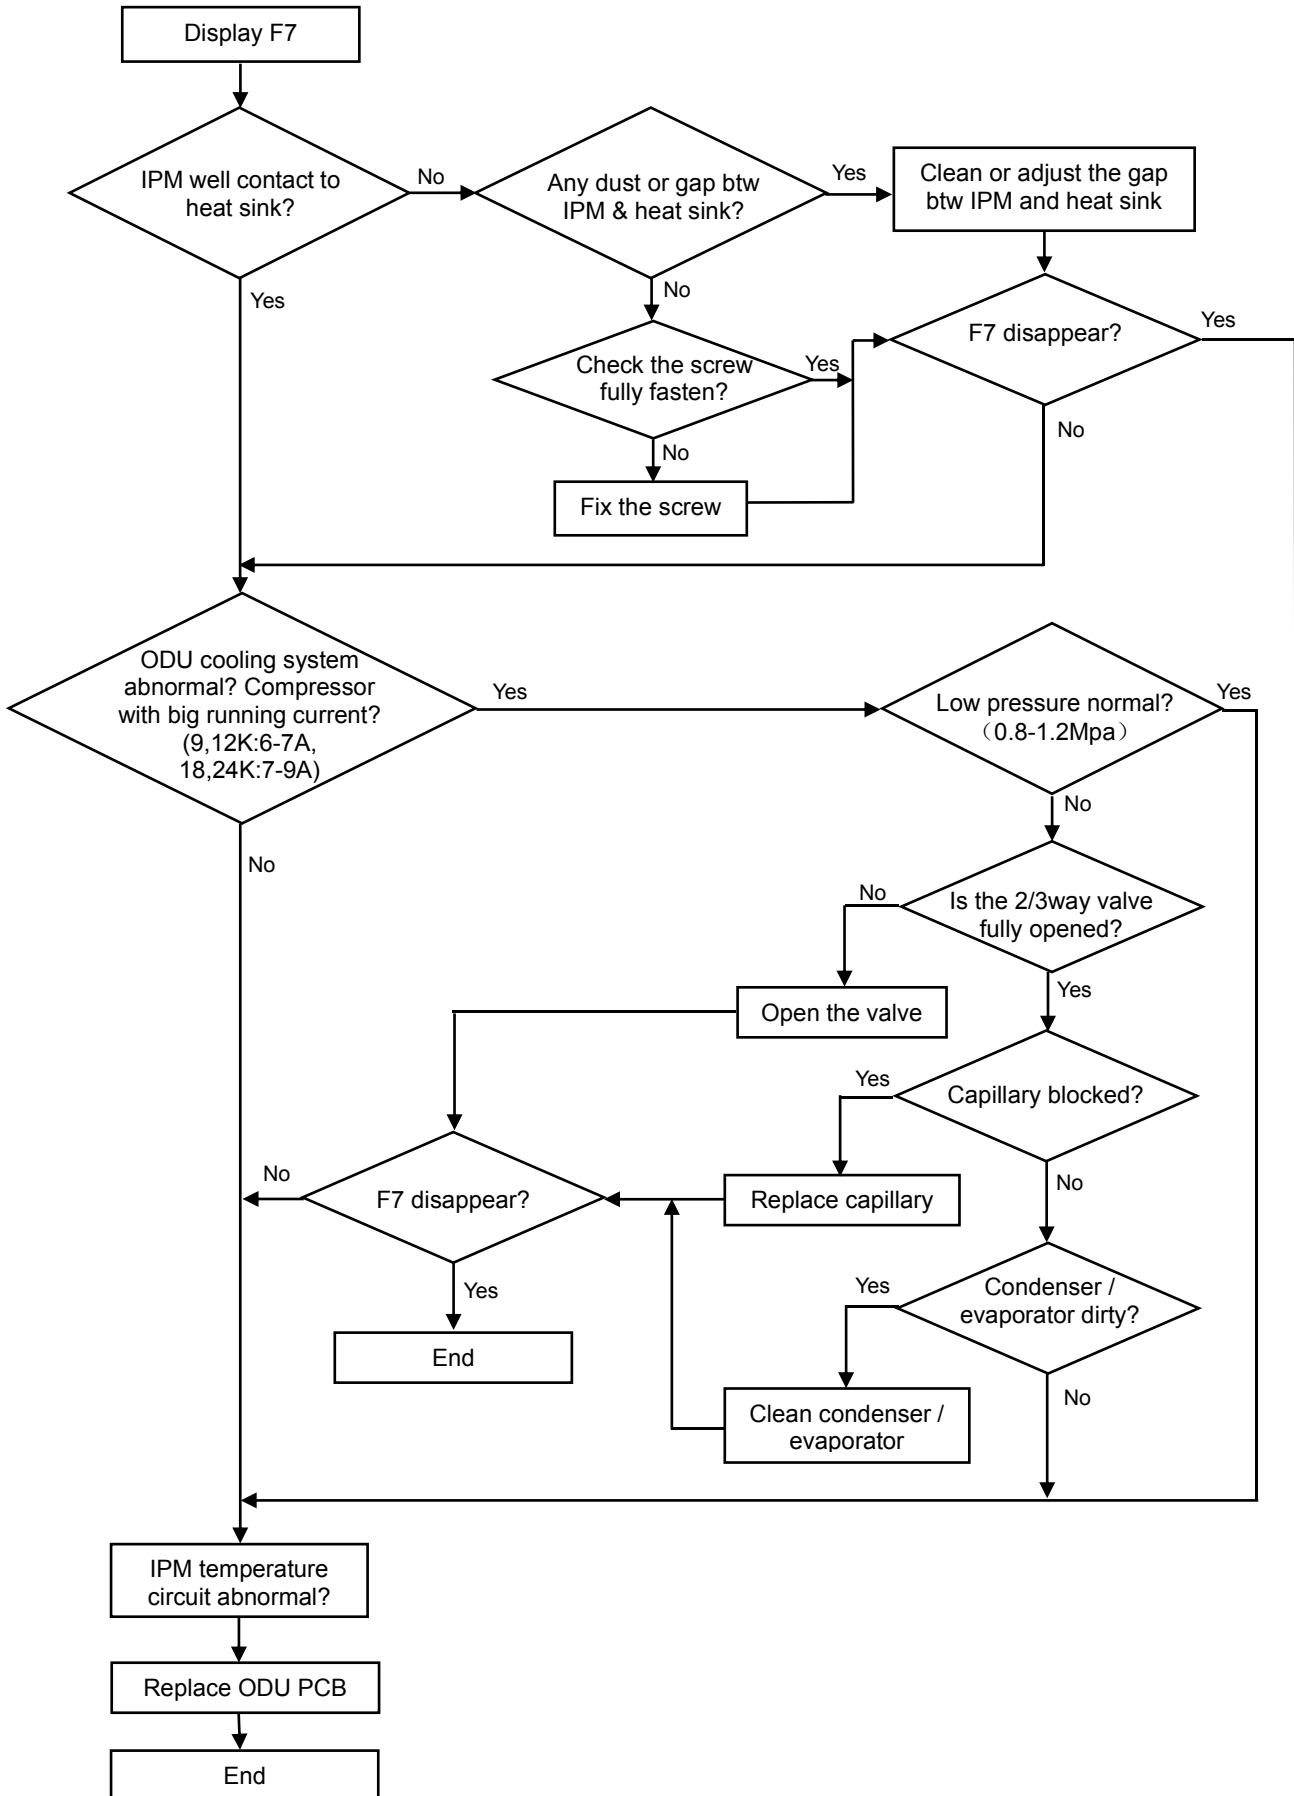 Display F7
IPM well contact to
heat sink?
No
Any dust or gap btw
IPM & heat sink?
Yes
Clean or adjust the gap
btw IPM and heat sink
Yes
No
F7 disappear?
Yes
Check the screw
fully fasten?
Yes
No
No
Fix the screw
ODU cooling system
abnormal? Compressor
with big running current?
(9,12K:6-7A,
18,24K:7-9A)
Yes
Low pressure normal?
（0.8-1.2Mpa）
Yes
No
No
Is the 2/3way valve
fully opened?
No
Yes
Open the valve
Capillary blocked?
Yes
No
Replace capillary
F7 disappear?
No
Yes
End
Condenser /
evaporator dirty?
Yes
No
Clean condenser /
evaporator
IPM temperature
circuit abnormal?
Replace ODU PCB
End